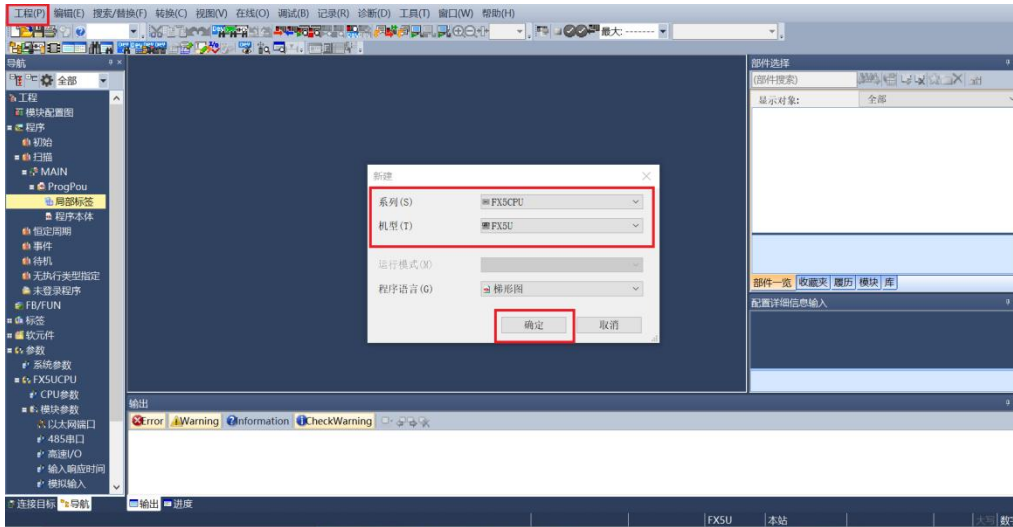 工程(P) 编辑(E) 搜索/替换(F) 转换(C) 视图(V) 在线(O) 调试(B) 记录(R) 诊断(D) 工具(T) 窗口(W) 帮助(H)
最大: -------
导航
全部
工程
模块配置图
程序
初始
扫描
MAIN
ProgPou
局部标签
程序本体
恒定周期
事件
待机
无执行类型指定
未登录程序
FB/FUN
标签
软元件
参数
系统参数
FX5UCPU
CPU参数
模块参数
以太网端口
485串口
高速I/O
输入响应时间
模拟输入
连接目标 导航
新建
系列(S) FX5CPU
机型(T) FX5U
运行模式(M)
程序语言(G) 梯形图
确定 取消
部件选择
(部件搜索)
显示对象: 全部
部件一览 收藏夹 履历 模块 库
配置详细信息输入
输出
Error Warning Information CheckWarning
输出 进度
FX5U 本站 大写 数字